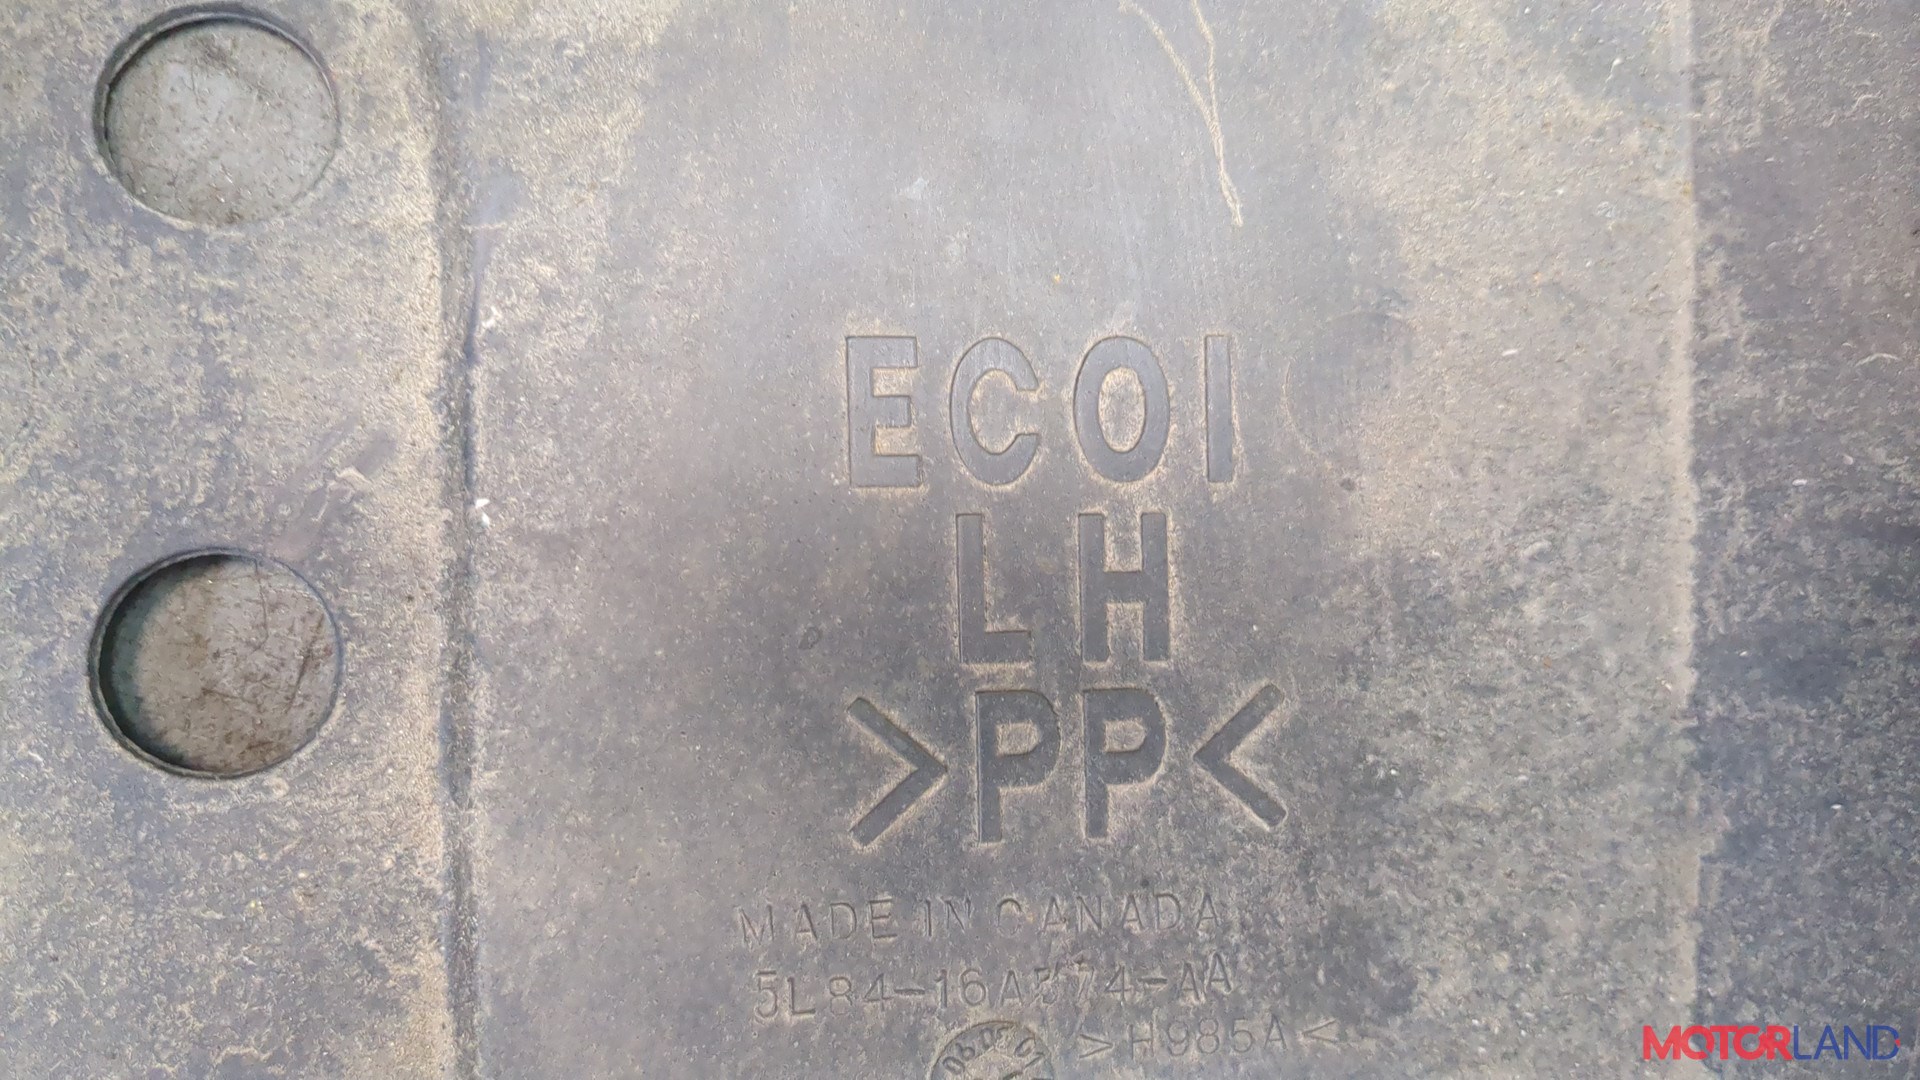 ECOI
LH
>PP<
MADE IN CANADA
5L84-16A574-AA
>H985A<
MOTORLAND